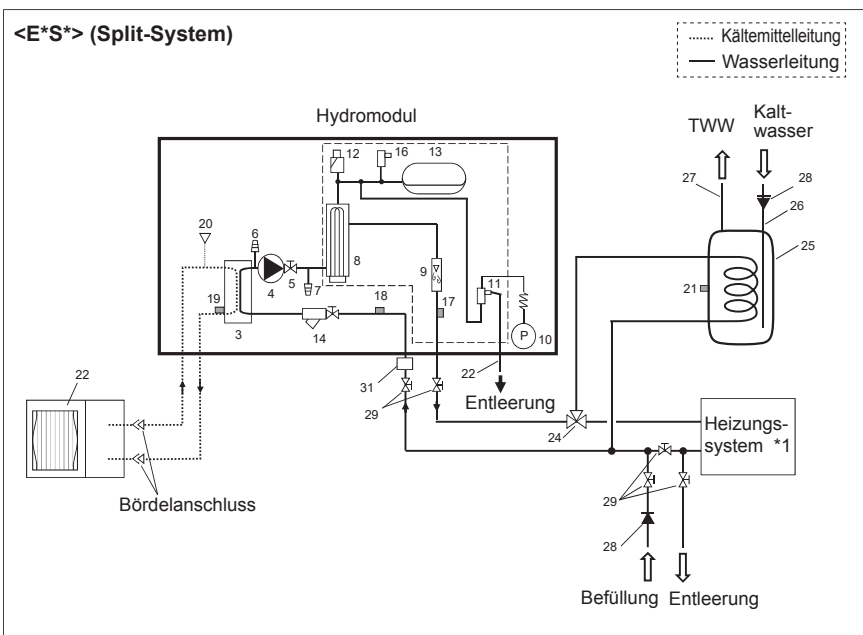 <E*S*> (Split-System)
Kältemittelleitung
Wasserleitung
Hydromodul
TWW
Kalt-
wasser
12
16
13
27
28
26
20
6
25
8
9
5
4
7
11
17
18
21
19
3
14
P
10
22
31
22
29
Entleerung
24
Heizungs-
system *1
Bördelanschluss
29
28
Befüllung
Entleerung